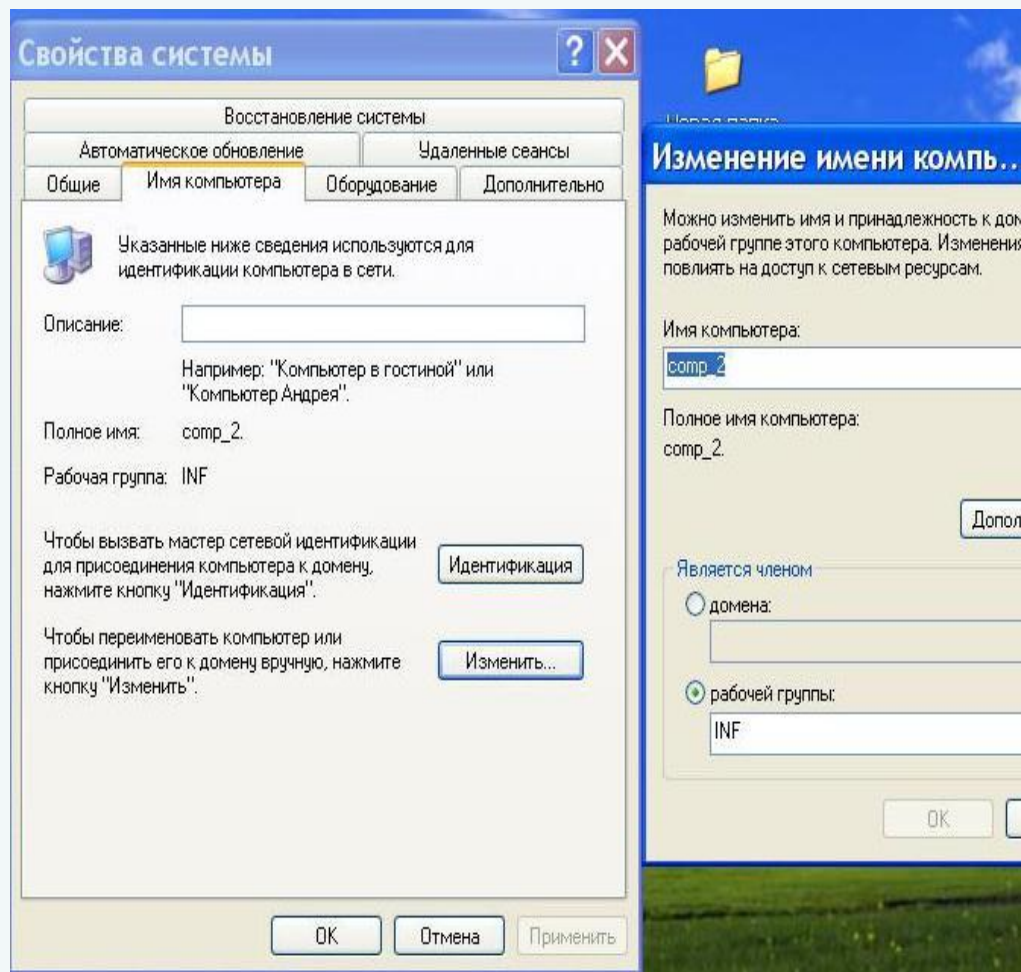 Свойства системы
Восстановление системы
Автоматическое обновление
Удаленные сеансы
Общие
Имя компьютера
Оборудование
Дополнительно
Указанные ниже сведения используются для
идентификации компьютера в сети.
Описание:
Например: "Компьютер в гостиной" или
"Компьютер Андрея".
Полное имя: comp_2.
Рабочая группа: INF
Чтобы вызвать мастер сетевой идентификации
для присоединения компьютера к домену,
нажмите кнопку "Идентификация".
Идентификация
Чтобы переименовать компьютер или
присоединить его к домену вручную, нажмите
кнопку "Изменить".
Изменить...
OK
Отмена
Применить
Новая папка
Изменение имени компь...
Можно изменить имя и принадлежность к дом
рабочей группе этого компьютера. Изменения
повлиять на доступ к сетевым ресурсам.
Имя компьютера:
comp_2
Полное имя компьютера:
comp_2.
Допол
Является членом
домена:
рабочей группы:
INF
OK